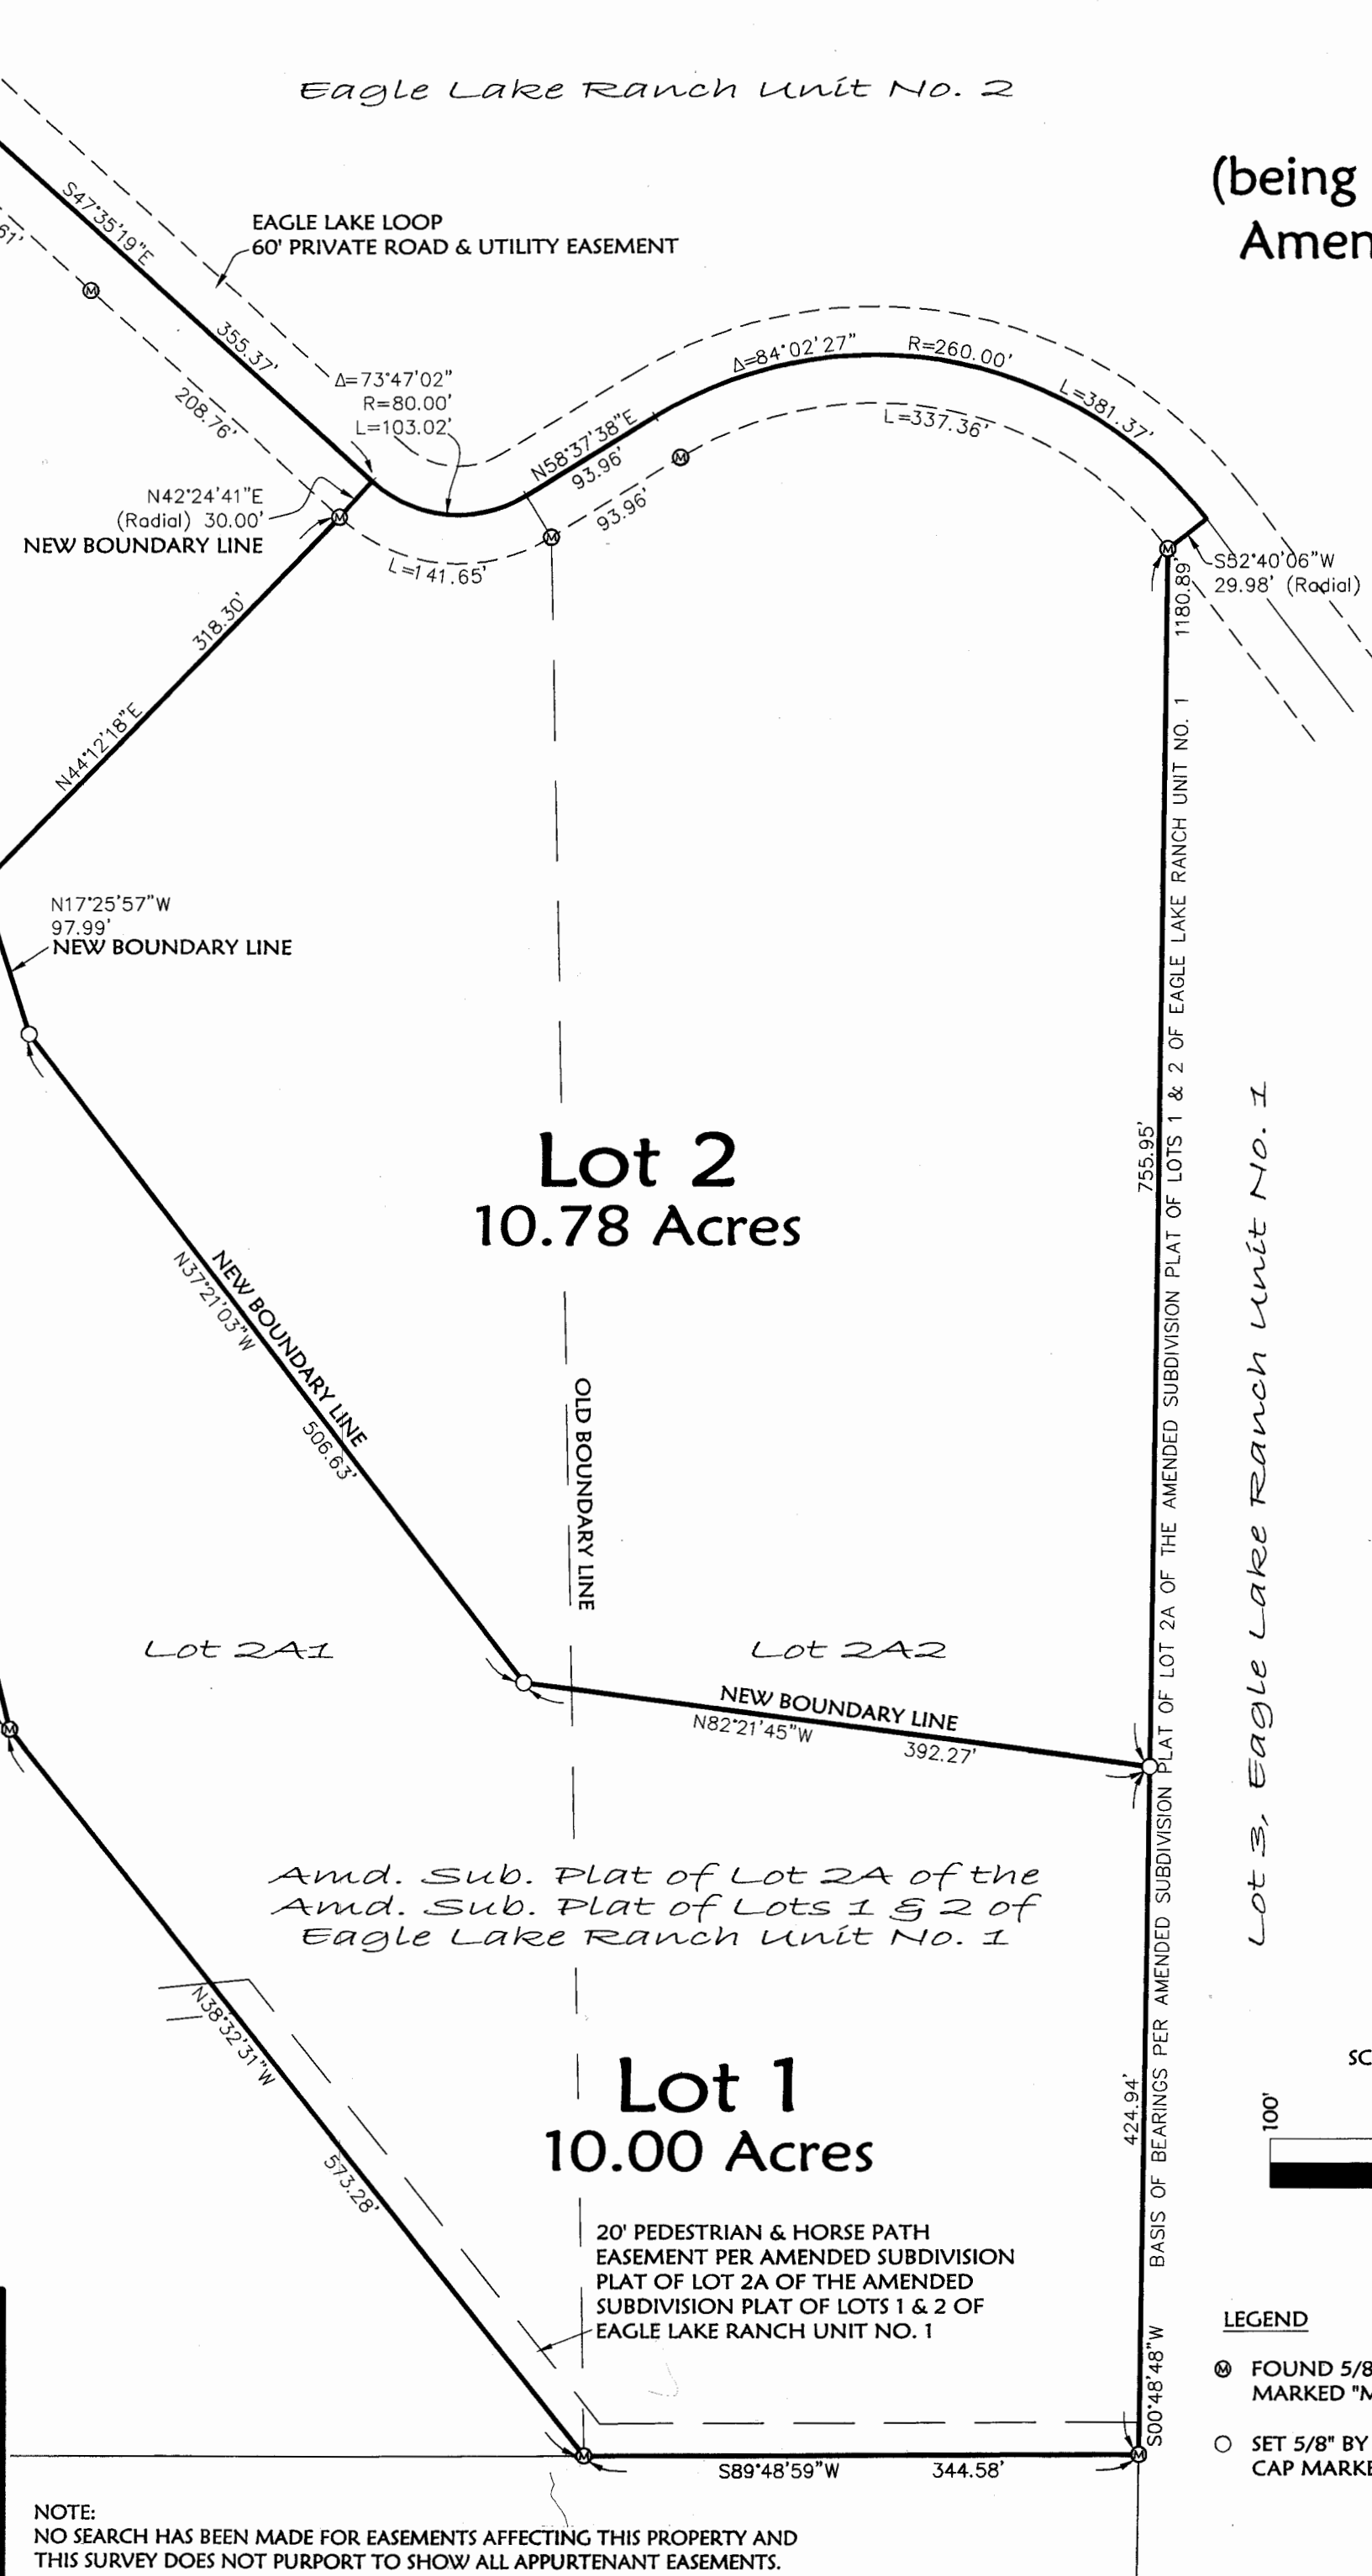 Eagle Lake Ranch Unit No. 2
(being
Amen
S47°35'19"E
355.37'
61'
208.76'
EAGLE LAKE LOOP
60' PRIVATE ROAD & UTILITY EASEMENT
Δ=73°47'02"
R=80.00'
L=103.02'
N58°37'38"E
93.96'
93.96'
Δ=84°02'27"
R=260.00'
L=381.37'
L=337.36'
N42°24'41"E
(Radial) 30.00'
NEW BOUNDARY LINE
L=141.65'
S52°40'06"W
29.98' (Radial)
1180.89'
318.30'
N44°12'18"E
N17°25'57"W
97.99'
NEW BOUNDARY LINE
Lot 2
10.78 Acres
755.95'
NEW BOUNDARY LINE
N37°21'03"W
506.63'
OLD BOUNDARY LINE
BASIS OF BEARINGS PER AMENDED SUBDIVISION PLAT OF LOT 2A OF THE AMENDED SUBDIVISION PLAT OF LOTS 1 & 2 OF EAGLE LAKE RANCH UNIT NO. 1
Lot 3, Eagle Lake Ranch Unit No. 1
Lot 2A1
Lot 2A2
NEW BOUNDARY LINE
N82°21'45"W
392.27'
Amd. Sub. Plat of Lot 2A of the
Amd. Sub. Plat of Lots 1 & 2 of
Eagle Lake Ranch Unit No. 1
N38°32'31"W
573.28'
Lot 1
10.00 Acres
424.94'
SC
100'
20' PEDESTRIAN & HORSE PATH
EASEMENT PER AMENDED SUBDIVISION
PLAT OF LOT 2A OF THE AMENDED
SUBDIVISION PLAT OF LOTS 1 & 2 OF
EAGLE LAKE RANCH UNIT NO. 1
S00°48'48"W
LEGEND
M FOUND 5/8
MARKED "M
SET 5/8" BY
CAP MARKE
S89°48'59"W
344.58'
NOTE:
NO SEARCH HAS BEEN MADE FOR EASEMENTS AFFECTING THIS PROPERTY AND
THIS SURVEY DOES NOT PURPORT TO SHOW ALL APPURTENANT EASEMENTS.